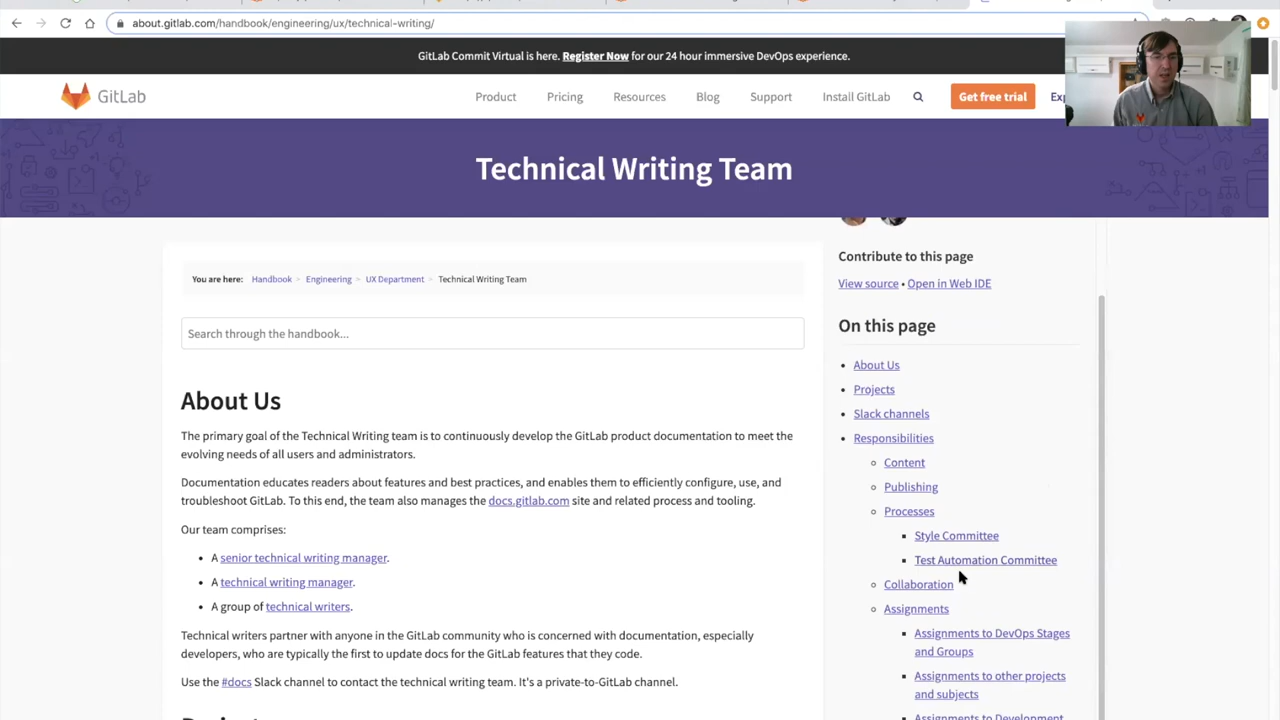 about.gitlab.com/handbook/engineering/ux/technical-writing/
GitLab Commit Virtual is here. Register Now for our 24 hour immersive DevOps experience.
GitLab
Product
Pricing
Resources
Blog
Support
Install GitLab
Get free trial
Technical Writing Team
You are here: Handbook > Engineering > UX Department > Technical Writing Team
Search through the handbook...
About Us
The primary goal of the Technical Writing team is to continuously develop the GitLab product documentation to meet the
evolving needs of all users and administrators.
Documentation educates readers about features and best practices, and enables them to efficiently configure, use, and
troubleshoot GitLab. To this end, the team also manages the docs.gitlab.com site and related process and tooling.
Our team comprises:
• A senior technical writing manager.
• A technical writing manager.
• A group of technical writers.
Technical writers partner with anyone in the GitLab community who is concerned with documentation, especially
developers, who are typically the first to update docs for the GitLab features that they code.
Use the #docs Slack channel to contact the technical writing team. It's a private-to-GitLab channel.
Contribute to this page
View source • Open in Web IDE
On this page
• About Us
• Projects
• Slack channels
• Responsibilities
Content
Publishing
Processes
Style Committee
Test Automation Committee
Collaboration
Assignments
Assignments to DevOps Stages
and Groups
Assignments to other projects
and subjects
Assignments to Development